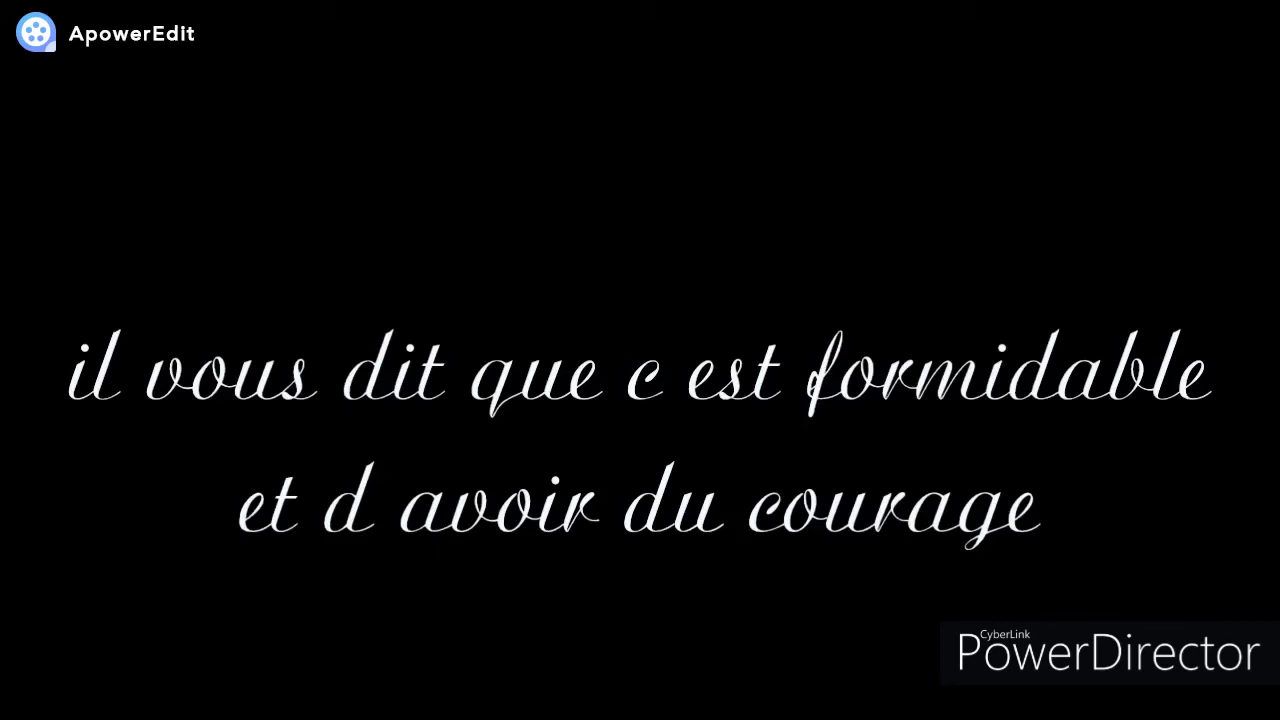 ApowerEdit
il vous dit que c est formidable
et d avoir du courage
CyberLink
PowerDirector